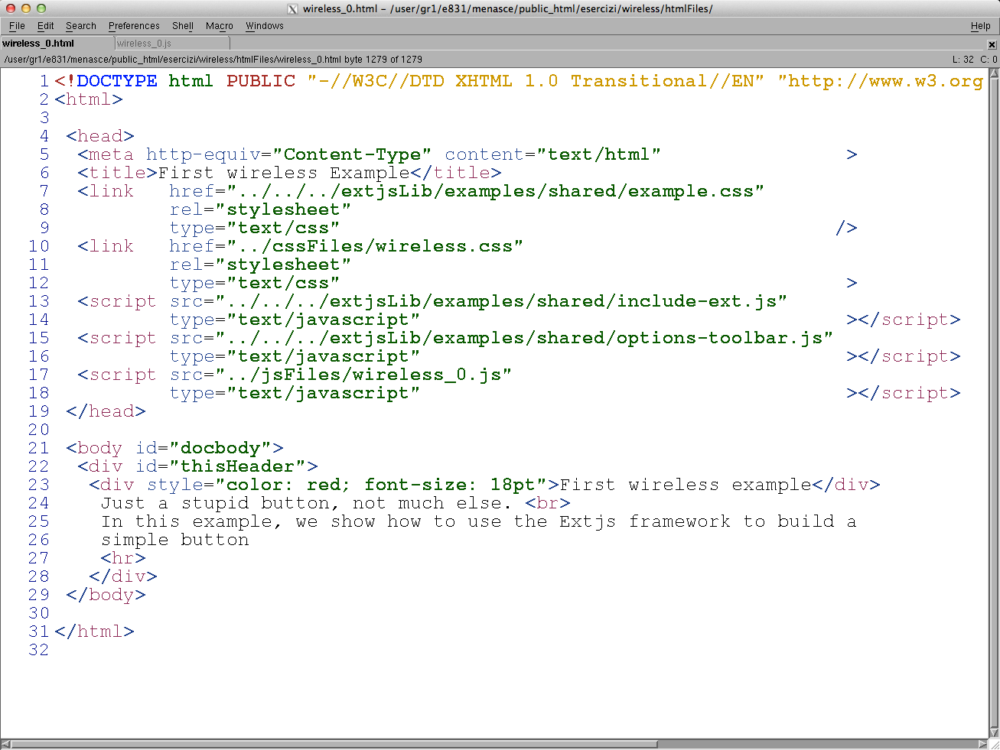 wireless_0.html – /user/gr1/e831/menasce/public_html/esercizi/wireless/htmlFiles/
File Edit Search Preferences Shell Macro Windows Help
wireless_0.html wireless_0.js
/user/gr1/e831/menasce/public_html/esercizi/wireless/htmlFiles/wireless_0.html byte 1279 of 1279 L: 32 C: 0
1 <!DOCTYPE html PUBLIC "-//W3C//DTD XHTML 1.0 Transitional//EN" "http://www.w3.org
2 <html>
3
4  <head>
5   <meta http-equiv="Content-Type" content="text/html"                >
6   <title>First wireless Example</title>
7   <link   href="../../../extjsLib/examples/shared/example.css"
8           rel="stylesheet"
9           type="text/css"                                           />
10   <link   href="../cssFiles/wireless.css"
11           rel="stylesheet"
12           type="text/css"                                            >
13   <script src="../../../extjsLib/examples/shared/include-ext.js"
14           type="text/javascript"                                     ></script>
15   <script src="../../../extjsLib/examples/shared/options-toolbar.js"
16           type="text/javascript"                                     ></script>
17   <script src="../jsFiles/wireless_0.js"
18           type="text/javascript"                                     ></script>
19  </head>
20
21  <body id="docbody">
22   <div id="thisHeader">
23    <div style="color: red; font-size: 18pt">First wireless example</div>
24     Just a stupid button, not much else. <br>
25     In this example, we show how to use the Extjs framework to build a
26     simple button
27     <hr>
28    </div>
29  </body>
30
31 </html>
32